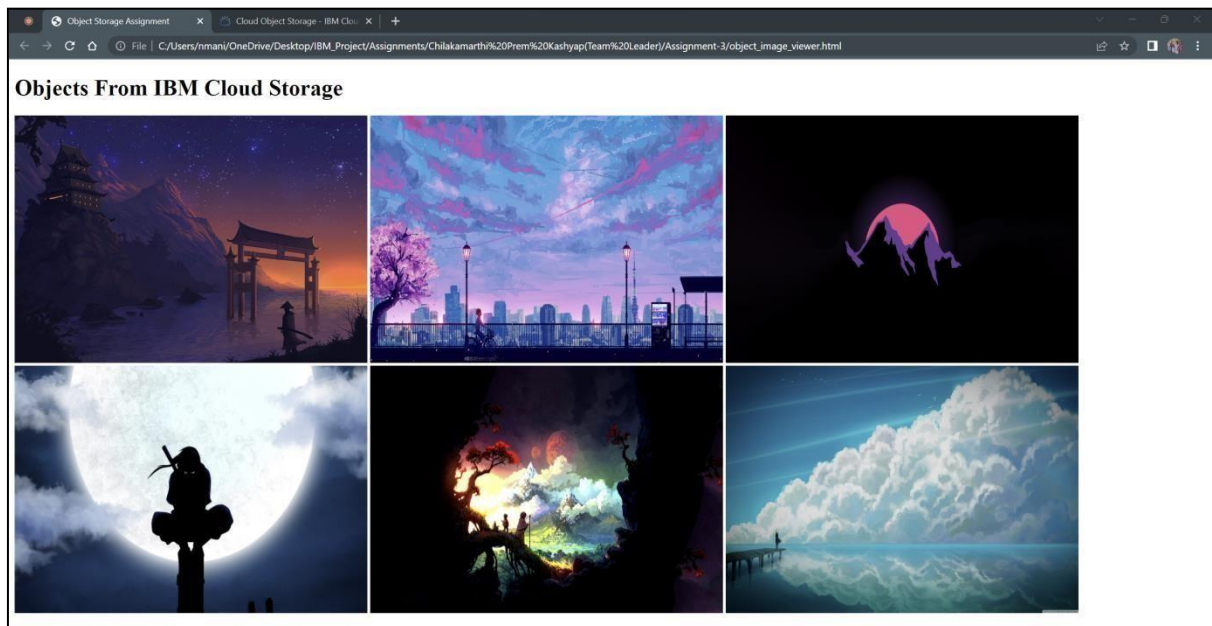 Object Storage Assignment
Cloud Object Storage - IBM Clou
File | C:/Users/nmani/OneDrive/Desktop/IBM_Project/Assignments/Chilakamarthi%20Prem%20Kashyap(Team%20Leader)/Assignment-3/object_image_viewer.html
Objects From IBM Cloud Storage